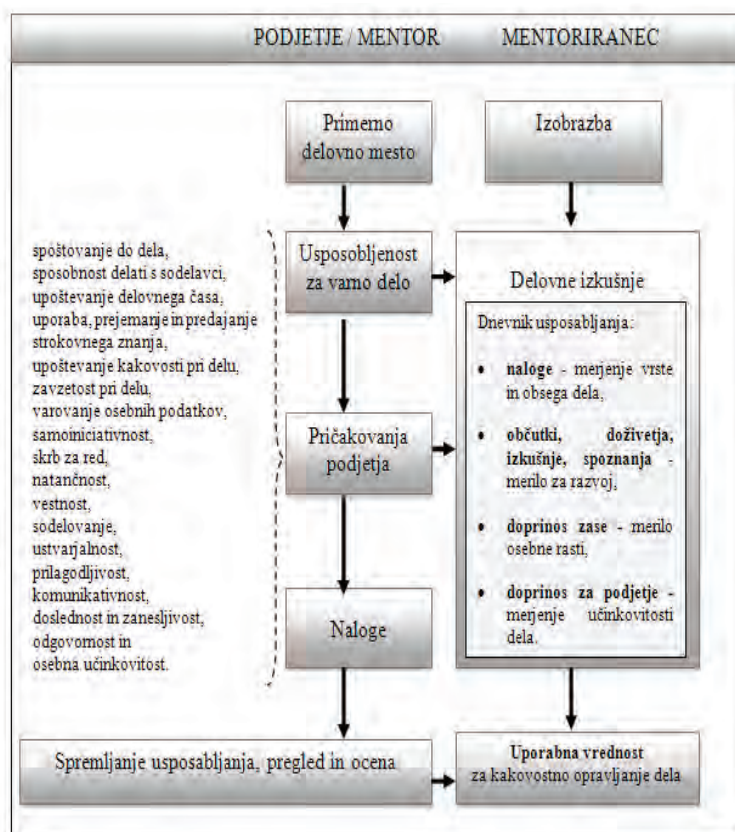 PODJETJE / MENTOR
MENTORIRANEC
Primerno
delovno mesto
Izobrazba
spoštovanje do dela,
sposobnost delati s sodelavci,
upoštevanje delovnega časa,
uporaba, prejemanje in predajanje
strokovnega znanja,
upoštevanje kakovosti pri delu,
zavzetost pri delu,
varovanje osebnih podatkov,
samoiniciativnost,
skrb za red,
natančnost,
vestnost,
sodelovanje,
ustvarjalnost,
prilagodljivost,
komunikativnost,
doslednost in zanesljivost,
odgovornost in
osebna učinkovitost.
Usposobljenost
za varno delo
Pričakovanja
podjetja
Naloge
Delovne izkušnje
Dnevnik usposabljanja:
• naloge - merjenje vrste
in obsega dela,
• občutki, doživetja,
izkušnje, spoznanja -
merilo za razvoj,
• doprinos zase - merilo
osebne rasti,
• doprinos za podjetje -
merjenje učinkovitosti
dela.
Spremljanje usposabljanja, pregled in ocena
Uporabna vrednost
za kakovostno opravljanje dela